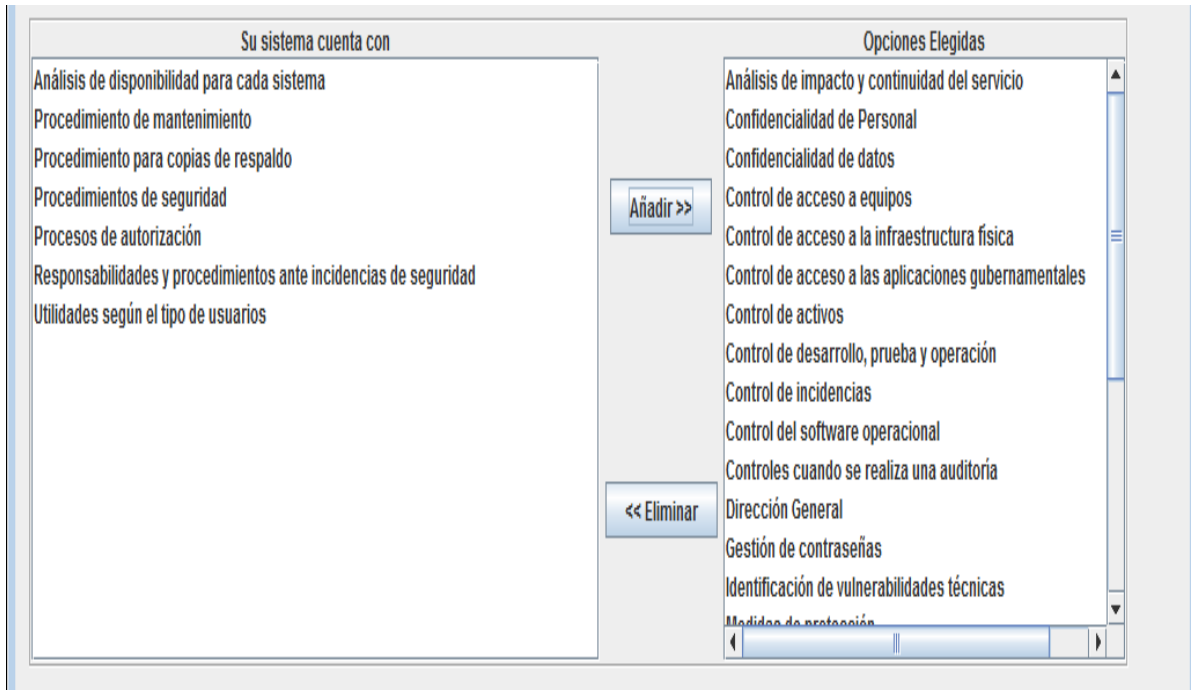 Su sistema cuenta con
Análisis de disponibilidad para cada sistema
Procedimiento de mantenimiento
Procedimiento para copias de respaldo
Procedimientos de seguridad
Procesos de autorización
Responsabilidades y procedimientos ante incidencias de seguridad
Utilidades según el tipo de usuarios
Añadir >>
<< Eliminar
Opciones Elegidas
Análisis de impacto y continuidad del servicio
Confidencialidad de Personal
Confidencialidad de datos
Control de acceso a equipos
Control de acceso a la infraestructura física
Control de acceso a las aplicaciones gubernamentales
Control de activos
Control de desarrollo, prueba y operación
Control de incidencias
Control del software operacional
Controles cuando se realiza una auditoría
Dirección General
Gestión de contraseñas
Identificación de vulnerabilidades técnicas
Medidas de protección